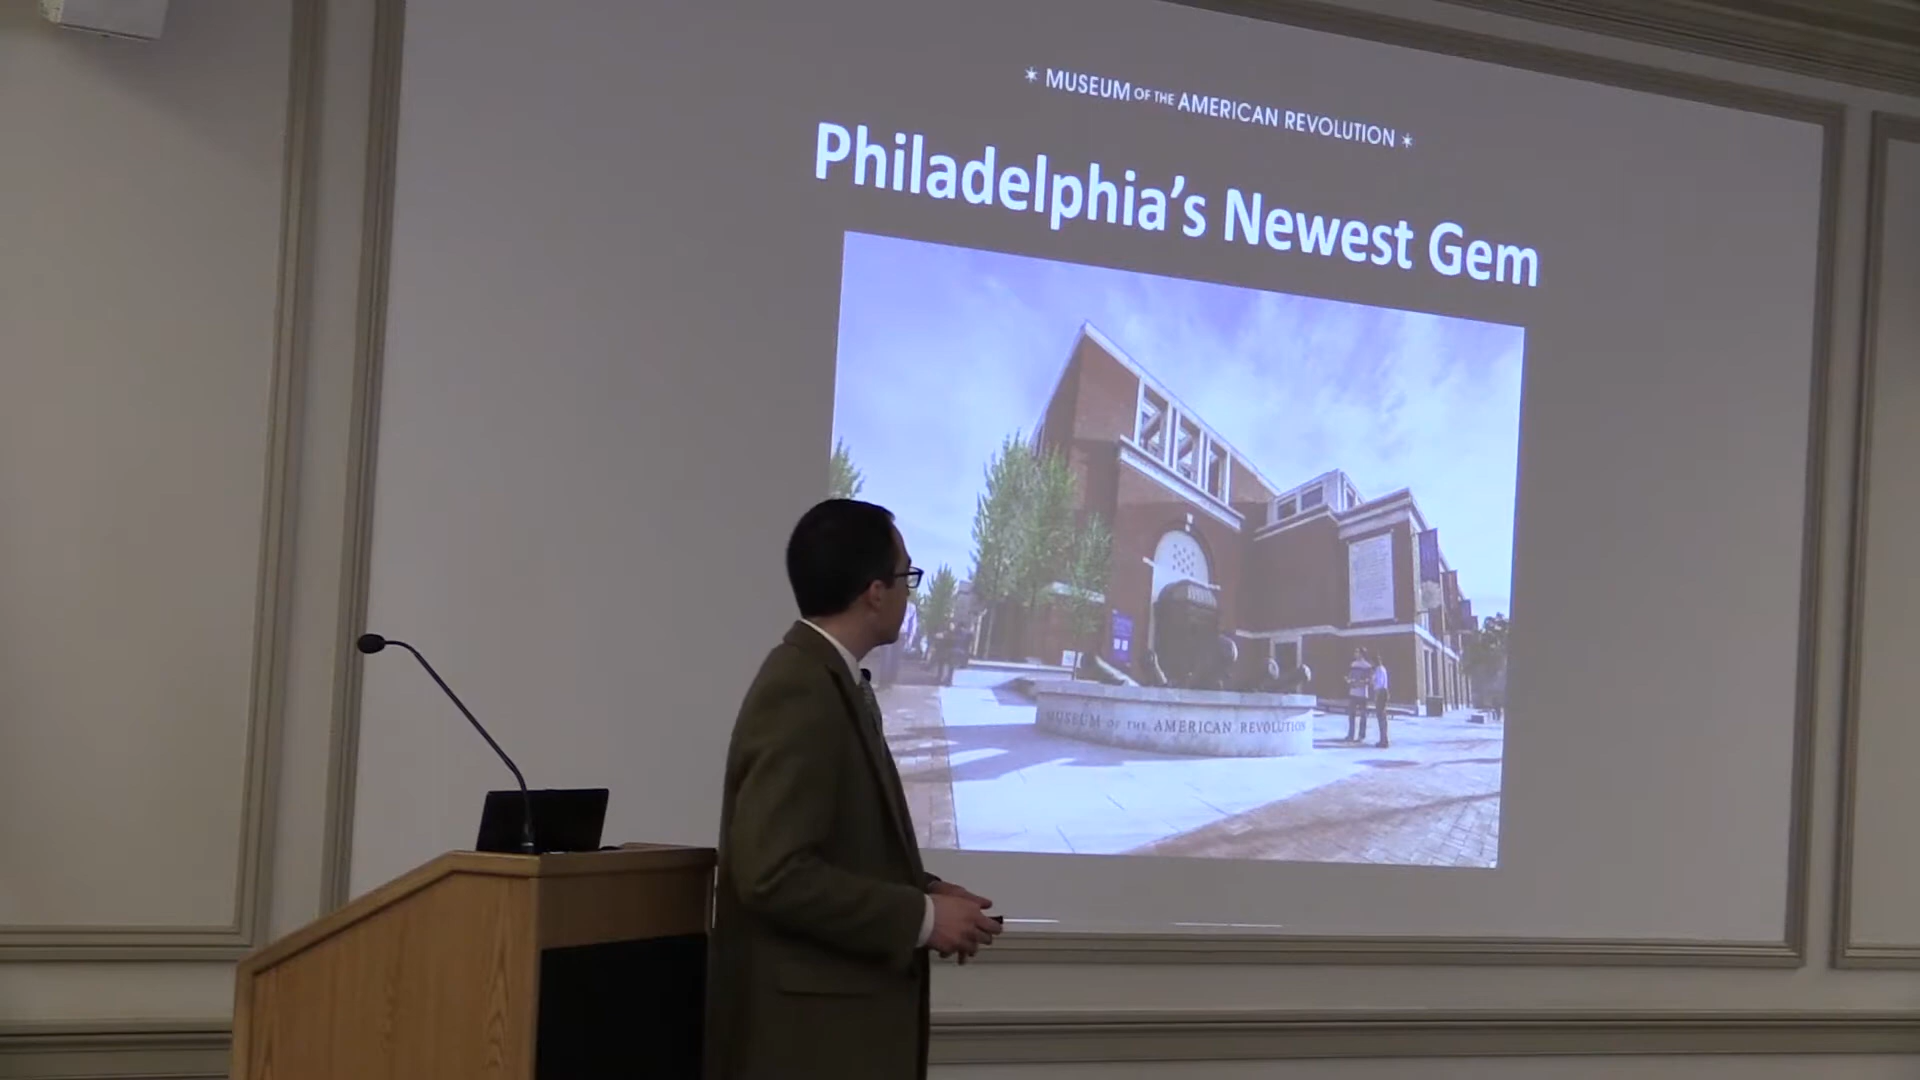 * MUSEUM OF THE AMERICAN REVOLUTION *
Philadelphia's Newest Gem
MUSEUM OF THE AMERICAN REVOLUTION